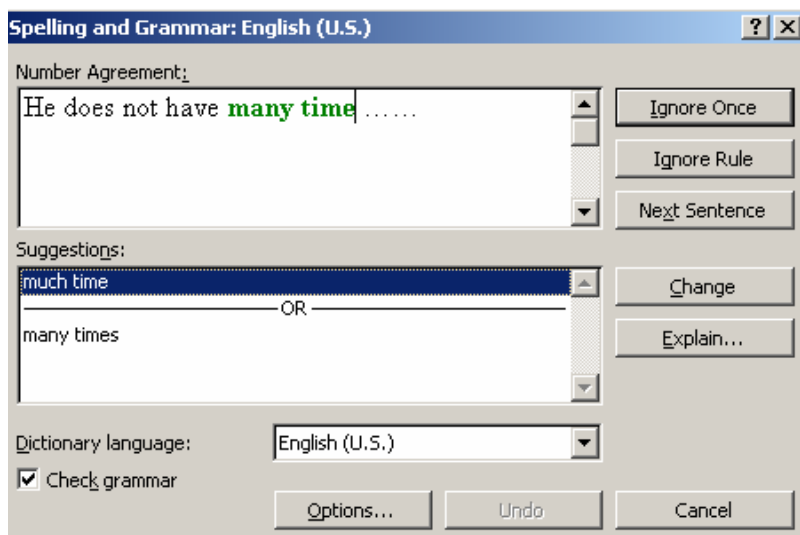 Spelling and Grammar: English (U.S.)
Number Agreement:
He does not have many time ......
Ignore Once
Ignore Rule
Next Sentence
Suggestions:
much time
OR
many times
Change
Explain...
Dictionary language:
English (U.S.)
Check grammar
Options...
Undo
Cancel